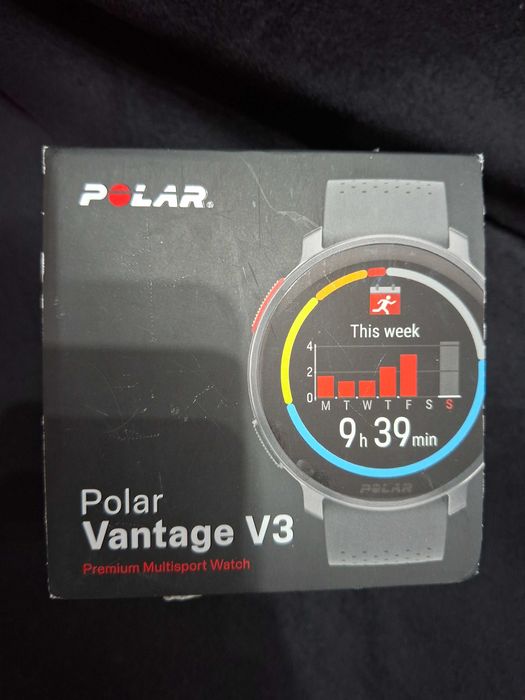 POLAR®
This week
4
2
0
M T W T F S S
9h 39min
POLAR
Polar
Vantage V3
Premium Multisport Watch